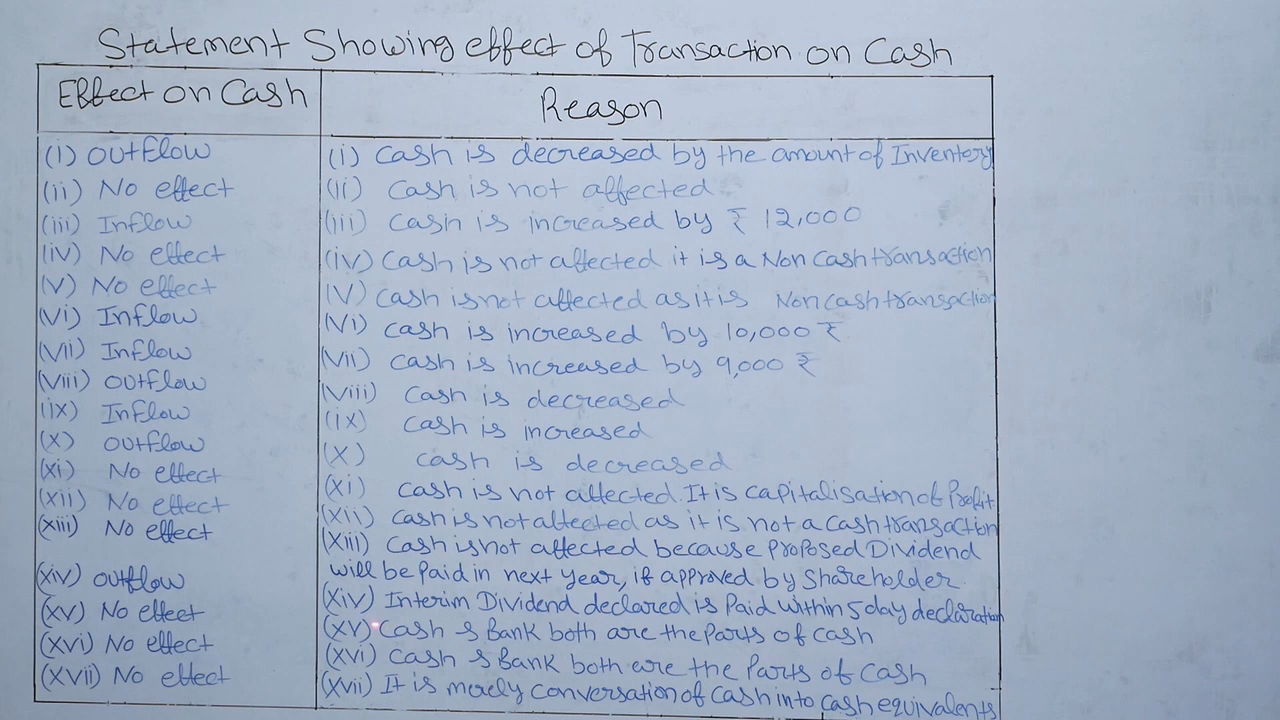 Statement Showing effect of Transaction on Cash
Effect on Cash
Reason
(i) outflow
(i) Cash is decreased by the amount of Inventory
(ii) No effect
(ii) Cash is not affected
(iii) Inflow
(iii) Cash is increased by ₹ 12,000
(iv) No effect
(iv) Cash is not affected it is a Non Cash transaction
(v) No effect
(v) Cash is not affected as it is Non cash transaction
(vi) Inflow
(vi) Cash is increased by 10,000 ₹
(vii) Inflow
(vii) Cash is increased by 9,000 ₹
(viii) outflow
(viii) Cash is decreased
(ix) Inflow
(ix) Cash is increased
(x) outflow
(x) cash is decreased
(xi) No effect
(xi) Cash is not affected. It is capitalisation of Profit
(xii) No effect
(xii) Cash is not affected as it is not a cash transaction
(xiii) No effect
(xiii) Cash is not affected because Proposed Dividend
will be Paid in next year, if approved by Shareholder.
(xiv) outflow
(xiv) Interim Dividend declared is Paid within 5 day declaration
(xv) No effect
(xv) Cash & Bank both are the Parts of cash
(xvi) No effect
(xvi) Cash & Bank both are the Parts of Cash
(xvii) No effect
(xvii) It is merely conversation of Cash into cash equivalents